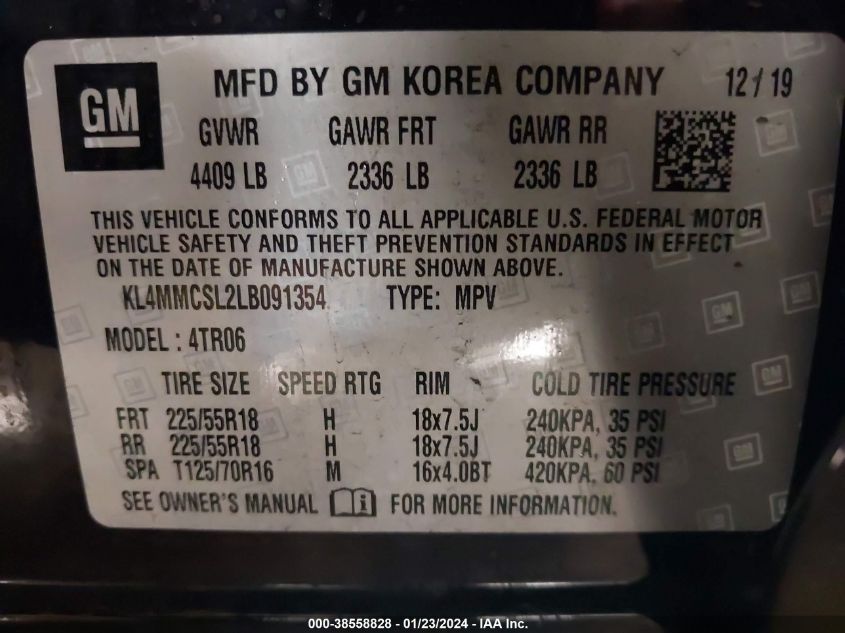 GM
MFD BY GM KOREA COMPANY 12/19
GVWR GAWR FRT GAWR RR
4409 LB 2336 LB 2336 LB
THIS VEHICLE CONFORMS TO ALL APPLICABLE U.S. FEDERAL MOTOR
VEHICLE SAFETY AND THEFT PREVENTION STANDARDS IN EFFECT
ON THE DATE OF MANUFACTURE SHOWN ABOVE.
KL4MMCSL2LB091354 TYPE: MPV
MODEL : 4TR06
TIRE SIZE SPEED RTG RIM COLD TIRE PRESSURE
FRT 225/55R18 H 18x7.5J 240KPA, 35 PSI
RR 225/55R18 H 18x7.5J 240KPA, 35 PSI
SPA T125/70R16 M 16x4.0BT 420KPA, 60 PSI
SEE OWNER'S MANUAL i FOR MORE INFORMATION.
000-38558828 - 01/23/2024 - IAA Inc.